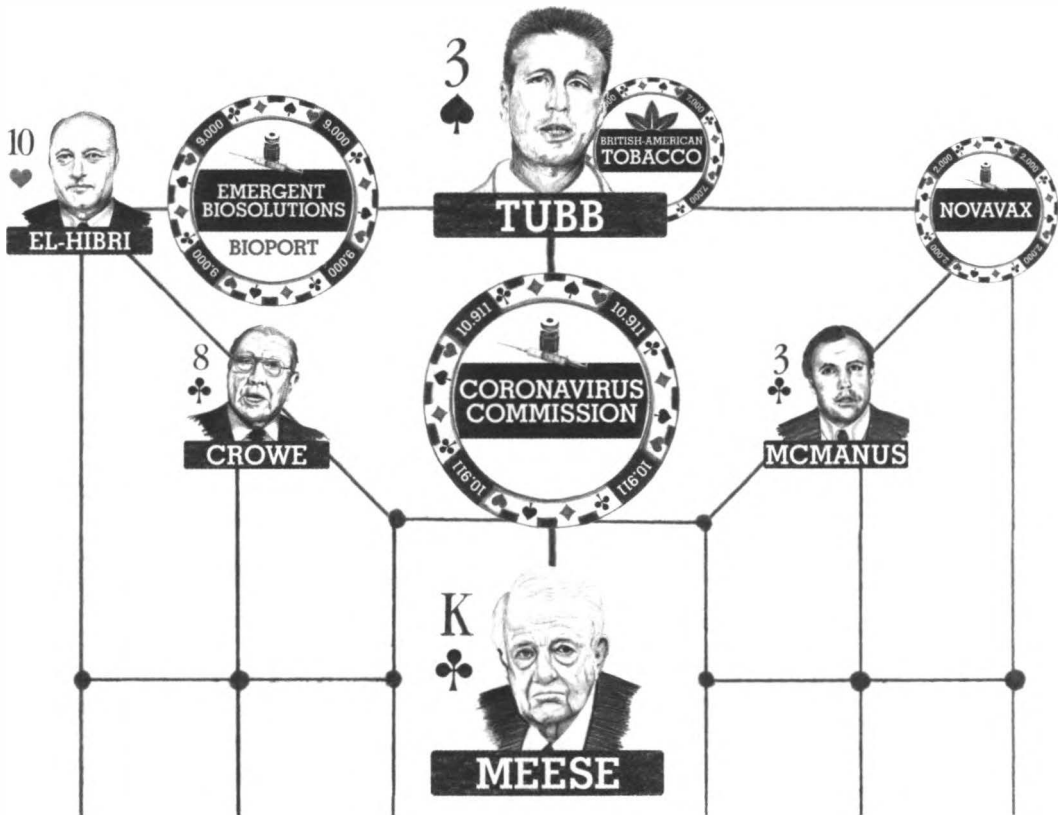 3
10
9.000
9.000
EMERGENT
BIOSOLUTIONS
BIOPORT
9.000
9.000
EL-HIBRI
7.000
BRITISH-AMERICAN
TOBACCO
7.000
TUBB
2.000
2.000
NOVAVAX
2.000
2.000
10.911
10.911
CORONAVIRUS
COMMISSION
10.911
10.911
8
CROWE
3
MCMANUS
K
MEESE